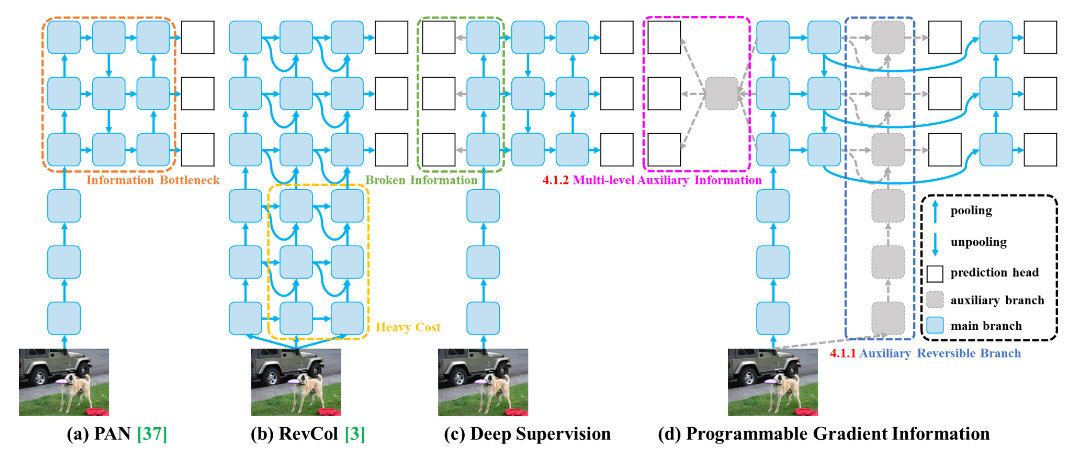 Information Bottleneck
Broken Information
4.1.2 Multi-level Auxiliary Information
Heavy Cost
pooling
unpooling
prediction head
auxiliary branch
main branch
4.1.1 Auxiliary Reversible Branch
(a) PAN [37]
(b) RevCol [3]
(c) Deep Supervision
(d) Programmable Gradient Information